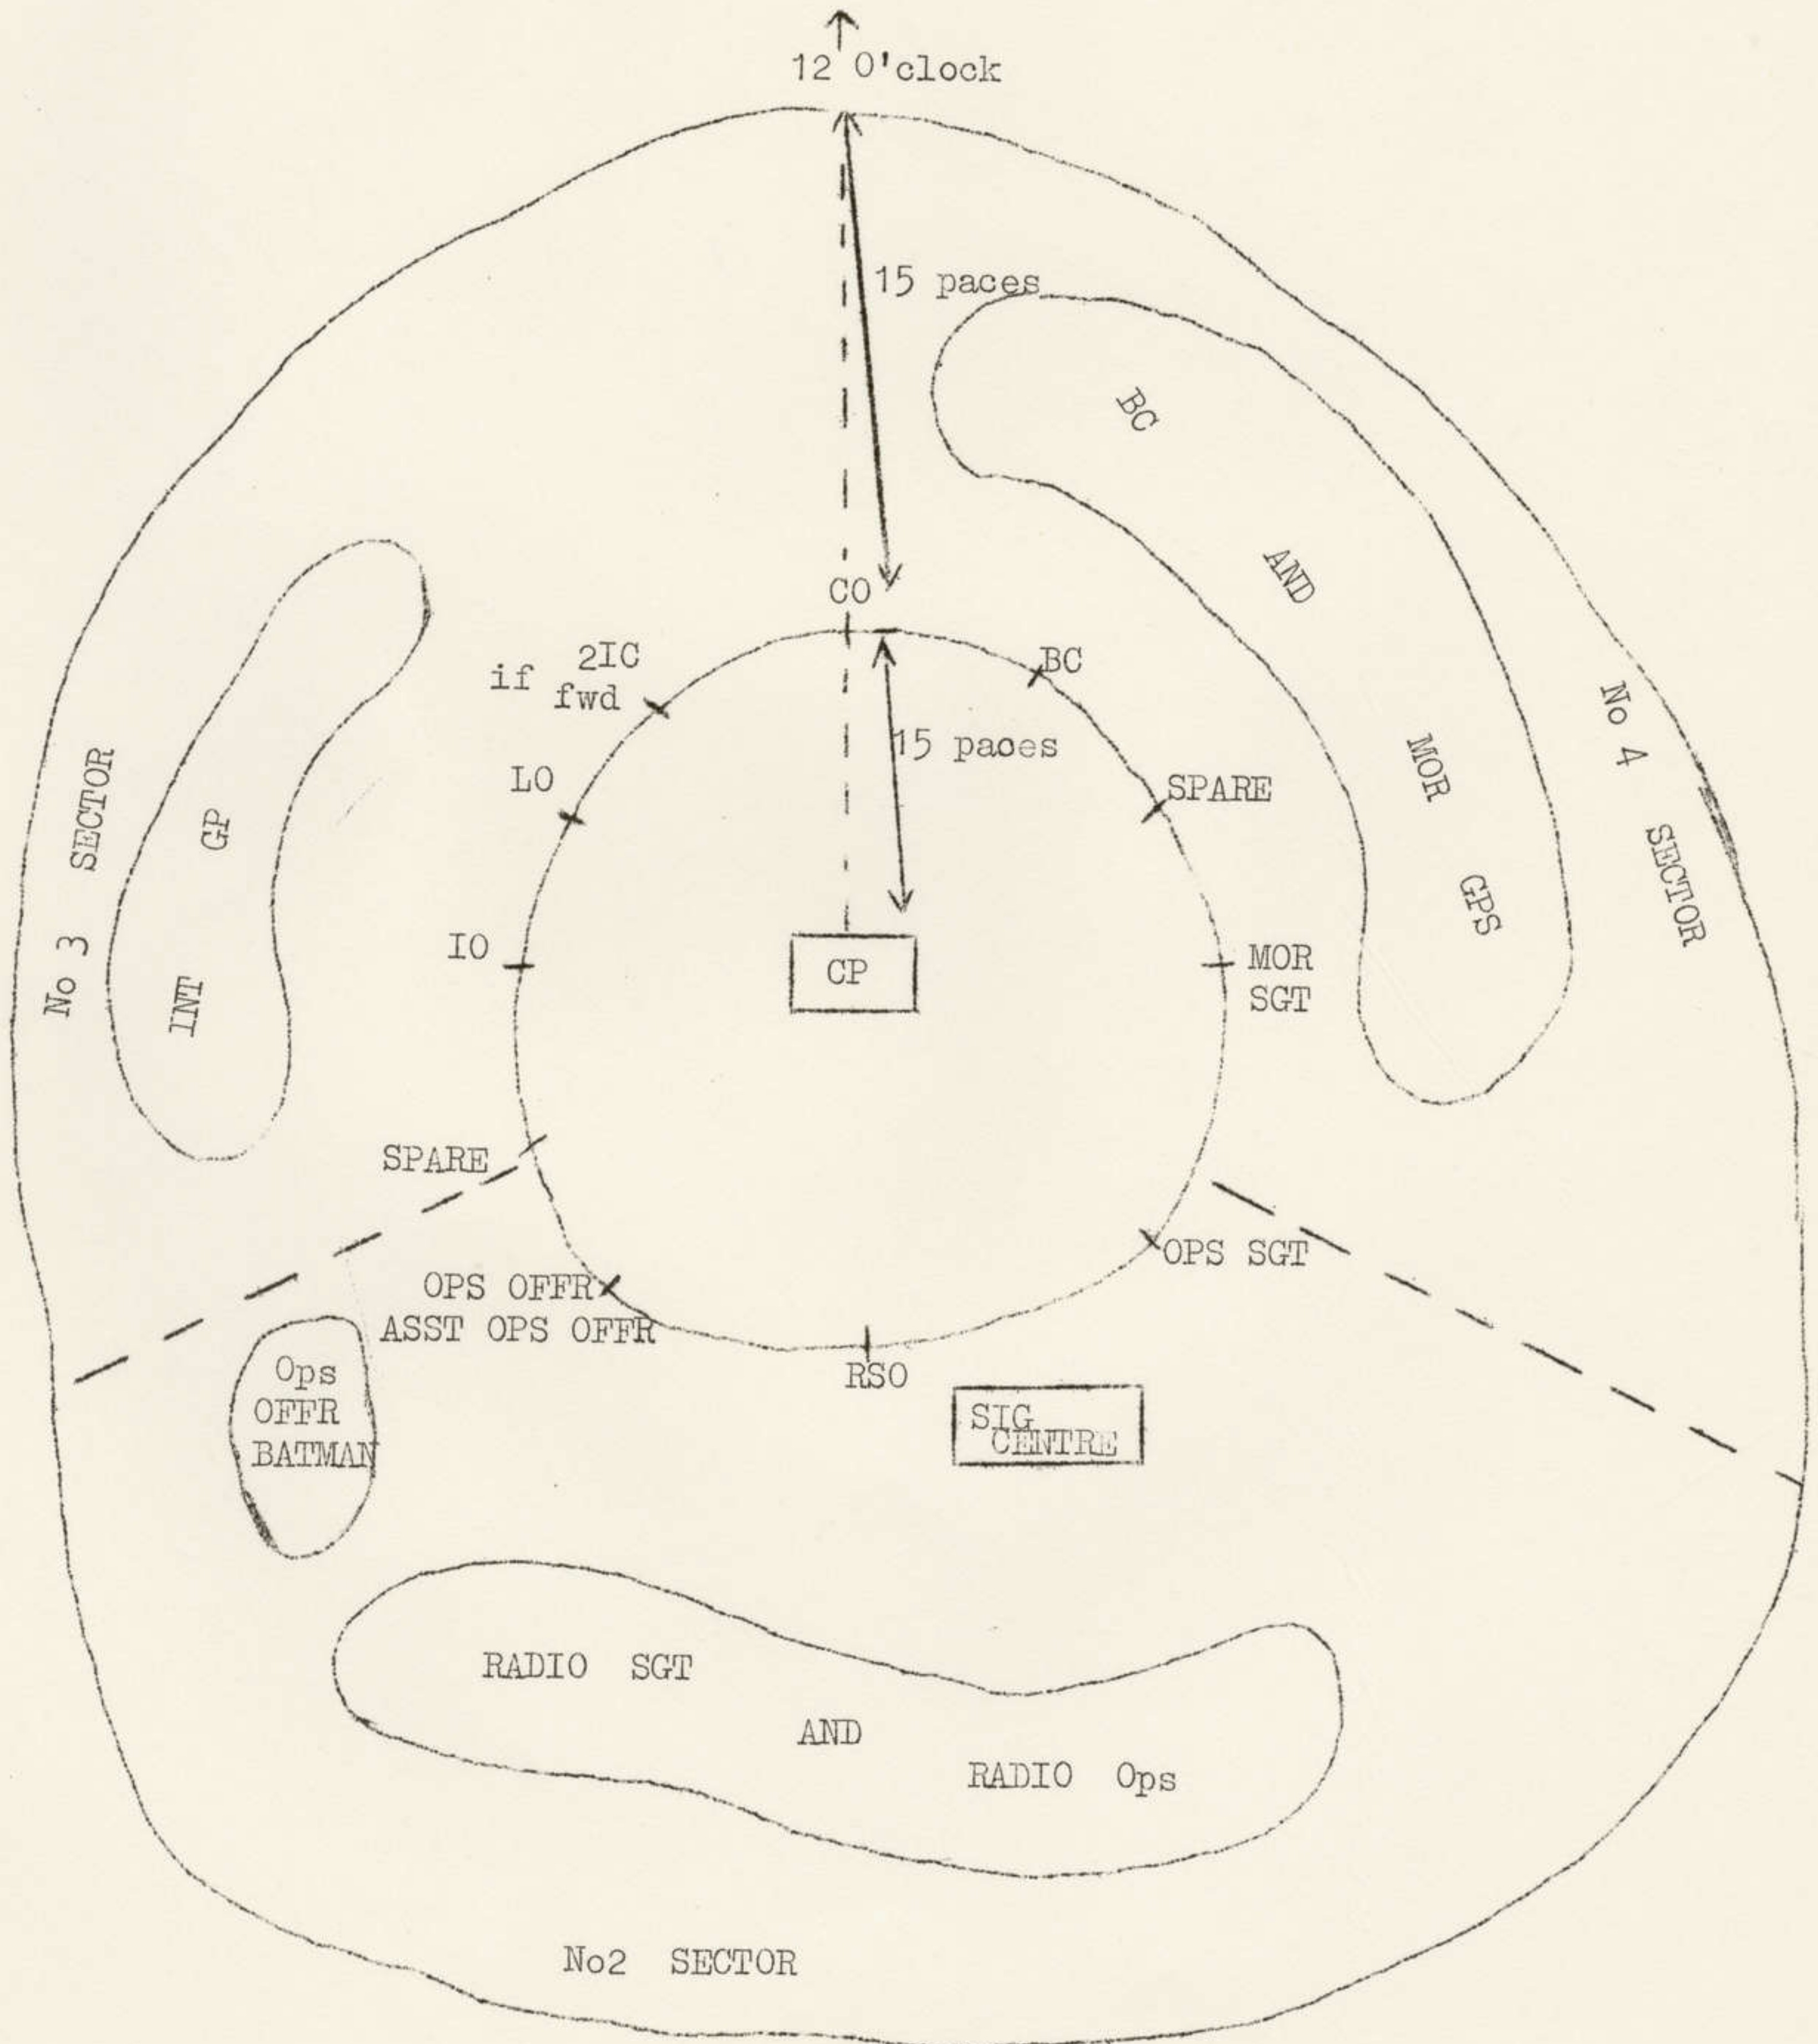 12 O'clock
15 paces
BC
AND
MOR
GPS
CO
2IC
if fwd
BC
15 paces
LO
SPARE
No 4 SECTOR
No 3 SECTOR
INT GP
IO
CP
MOR
SGT
SPARE
OPS SGT
OPS OFFR
ASST OPS OFFR
RSO
Ops
OFFR
BATMAN
SIG
CENTRE
RADIO SGT
AND
RADIO Ops
No2 SECTOR